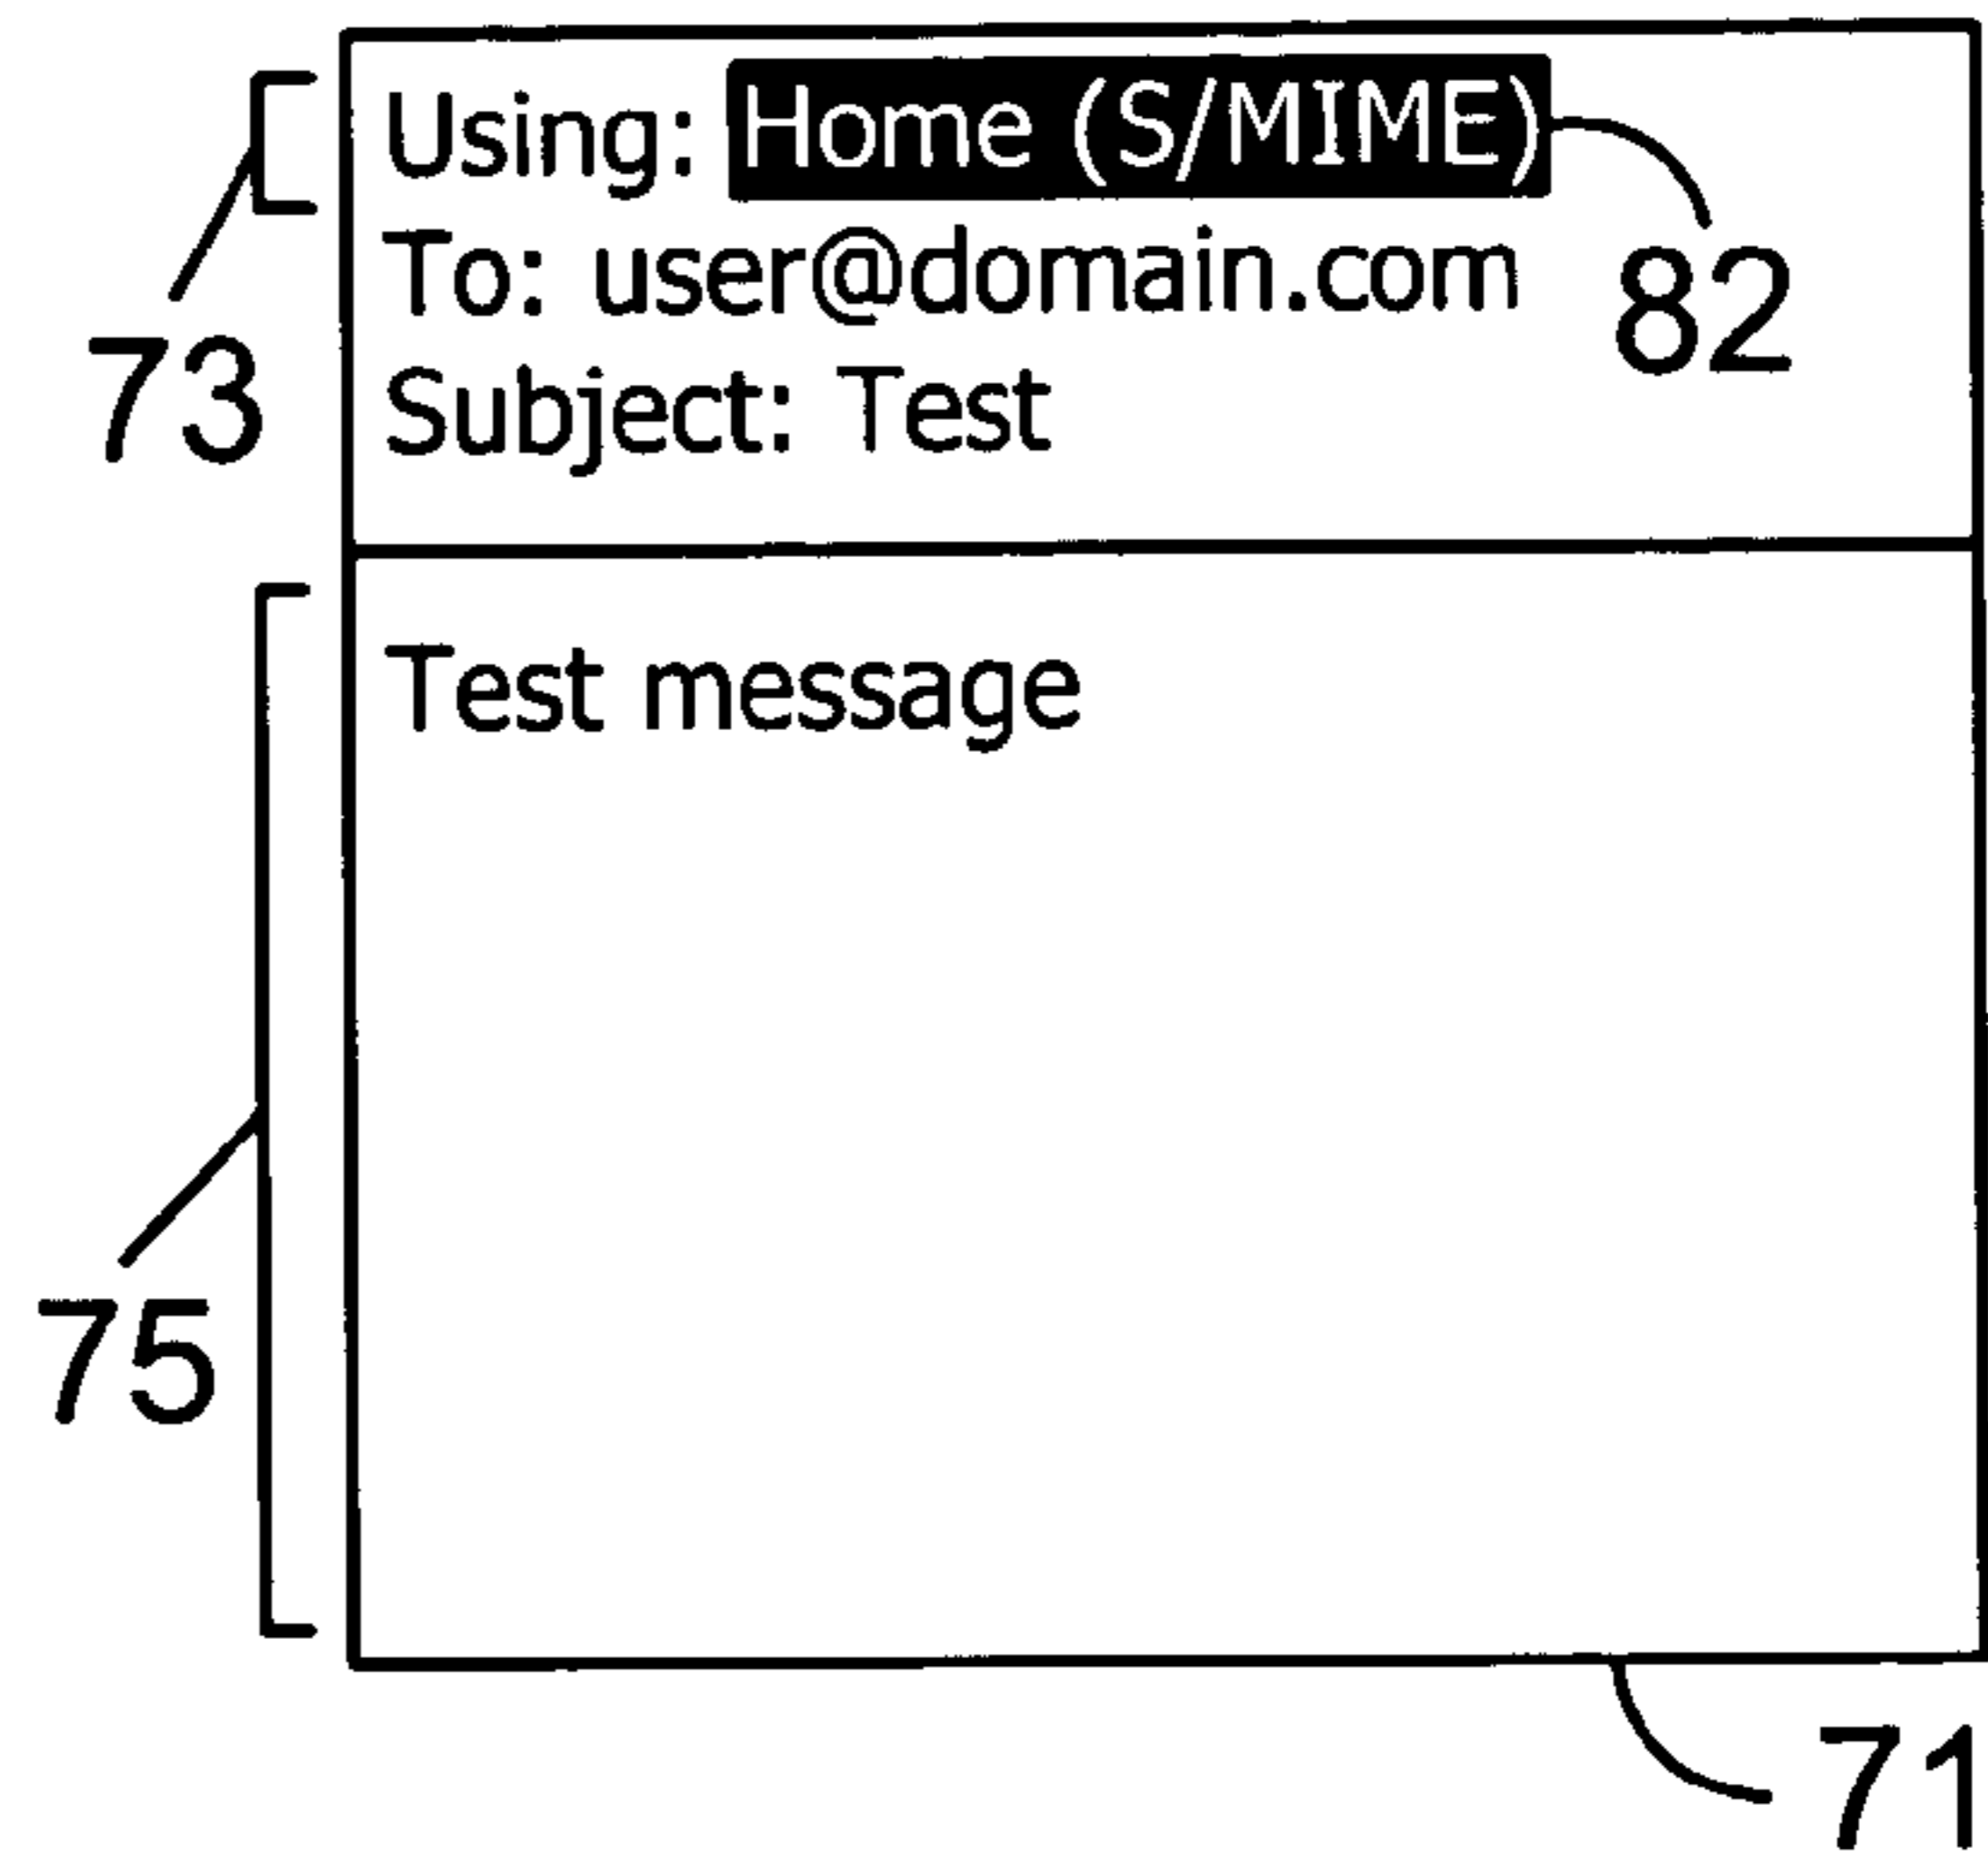 Using: Home (S/MIME)
To: user@domain.com
82
73
Subject: Test
Test message
75
71